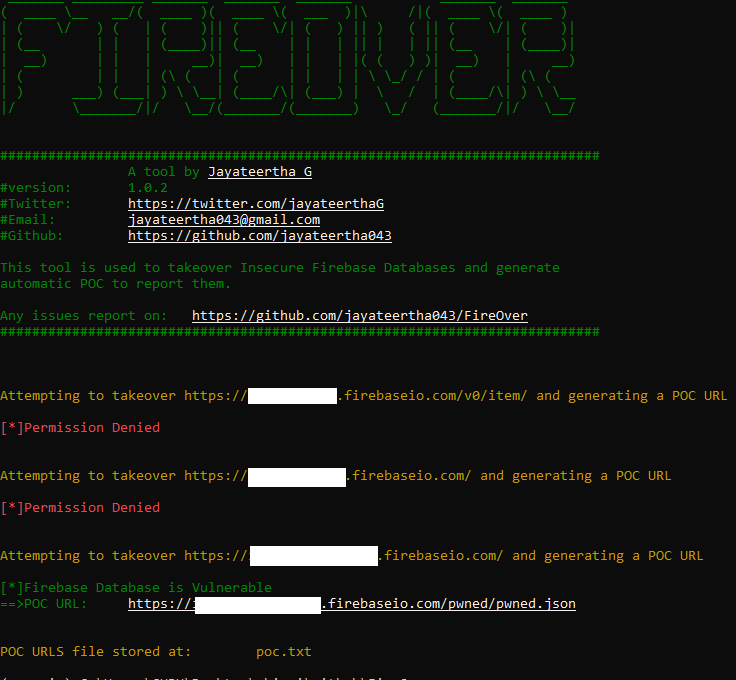 FIREOVER
################################################################################
A tool by Jayateertha G
#version: 1.0.2
#Twitter: https://twitter.com/jayateerthaG
#Email: jayateertha043@gmail.com
#Github: https://github.com/jayateertha043
This tool is used to takeover Insecure Firebase Databases and generate
automatic POC to report them.
Any issues report on: https://github.com/jayateertha043/FireOver
################################################################################
Attempting to takeover https:// .firebaseio.com/v0/item/ and generating a POC URL
[*]Permission Denied
Attempting to takeover https:// .firebaseio.com/ and generating a POC URL
[*]Permission Denied
Attempting to takeover https:// .firebaseio.com/ and generating a POC URL
[*]Firebase Database is Vulnerable
==>POC URL: https:// .firebaseio.com/pwned/pwned.json
POC URLS file stored at: poc.txt